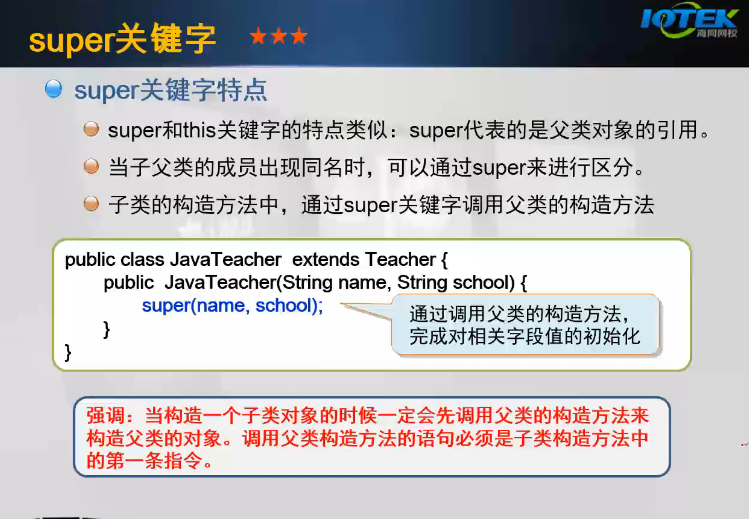 super关键字 ★★★
IOTEK
海同网校
super关键字特点
super和this关键字的特点类似：super代表的是父类对象的引用。
当子父类的成员出现同名时，可以通过super来进行区分。
子类的构造方法中，通过super关键字调用父类的构造方法
public class JavaTeacher  extends Teacher {
public  JavaTeacher(String name, String school) {
super(name, school);
}
}
通过调用父类的构造方法，
完成对相关字段值的初始化
强调：当构造一个子类对象的时候一定会先调用父类的构造方法来
构造父类的对象。调用父类构造方法的语句必须是子类构造方法中
的第一条指令。